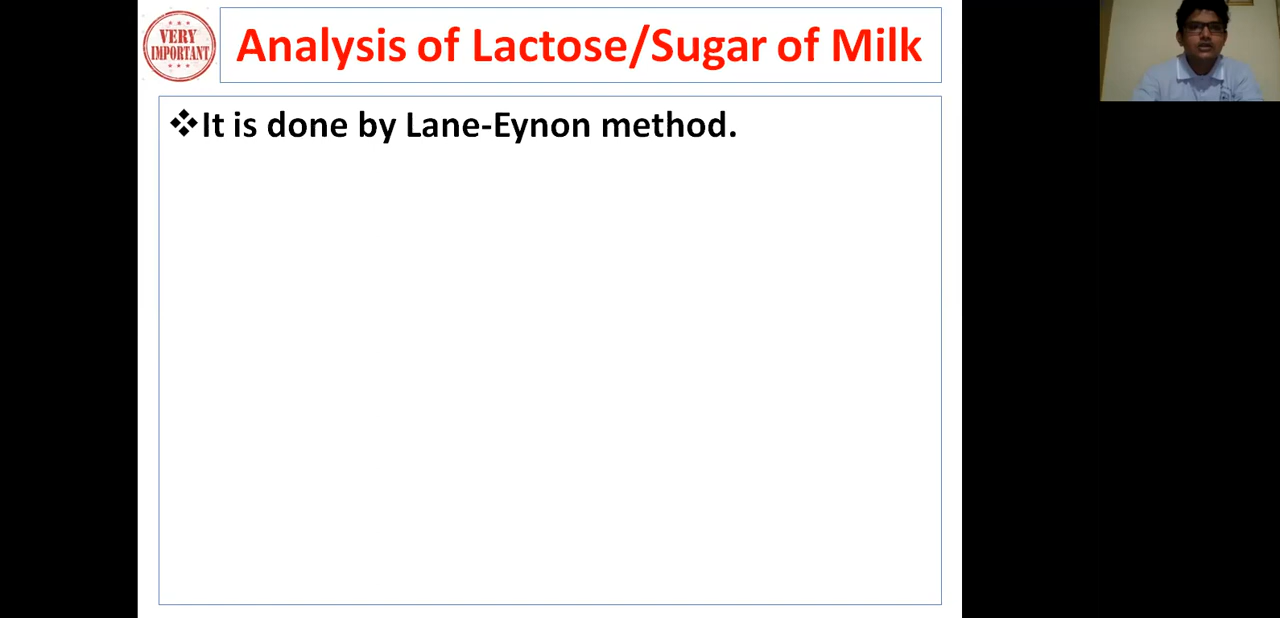 VERY
IMPORTANT
Analysis of Lactose/Sugar of Milk
❖It is done by Lane-Eynon method.